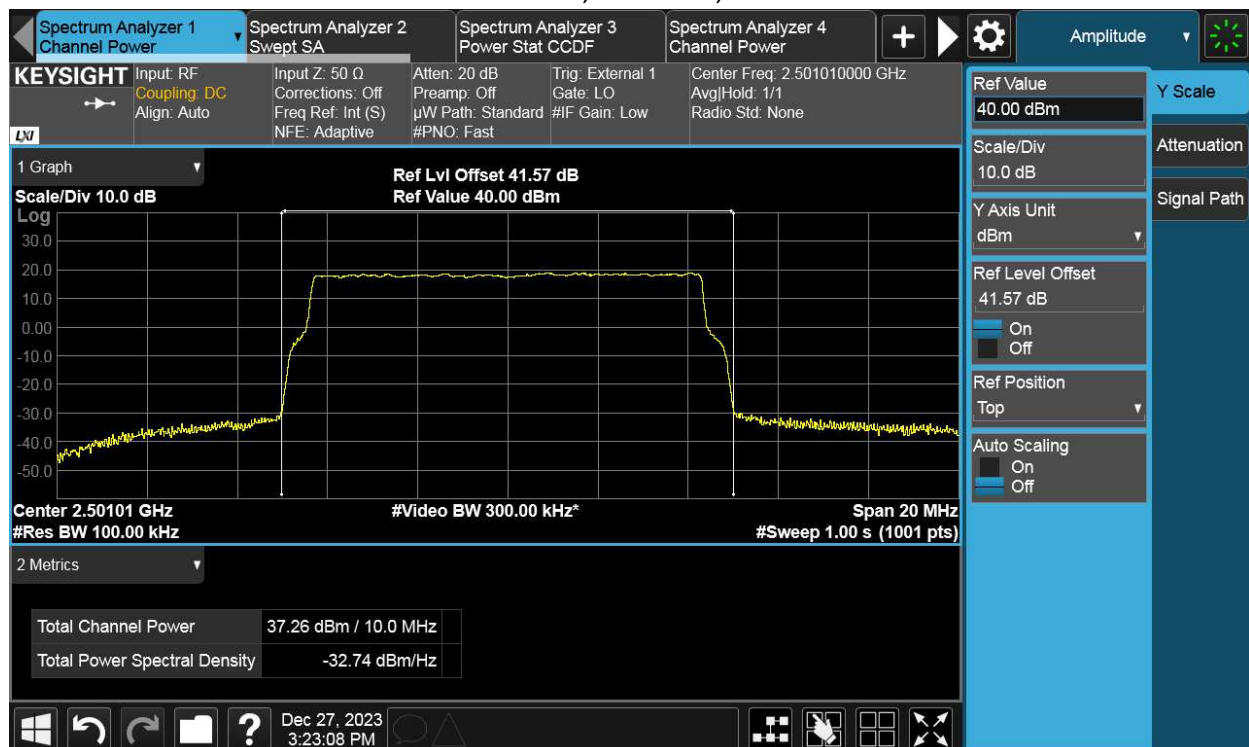 Spectrum Analyzer 1
Channel Power
Spectrum Analyzer 2
Swept SA
Spectrum Analyzer 3
Power Stat CCDF
Spectrum Analyzer 4
Channel Power
+
Amplitude
KEYSIGHT
LXI
Input: RF
Coupling: DC
Align: Auto
Input Z: 50 Ω
Corrections: Off
Freq Ref: Int (S)
NFE: Adaptive
Atten: 20 dB
Preamp: Off
µW Path: Standard
#PNO: Fast
Trig: External 1
Gate: LO
#IF Gain: Low
Center Freq: 2.501010000 GHz
Avg|Hold: 1/1
Radio Std: None
1 Graph
Scale/Div 10.0 dB
Ref Lvl Offset 41.57 dB
Ref Value 40.00 dBm
Log
30.0
20.0
10.0
0.00
-10.0
-20.0
-30.0
-40.0
-50.0
Center 2.50101 GHz
#Res BW 100.00 kHz
#Video BW 300.00 kHz*
Span 20 MHz
#Sweep 1.00 s (1001 pts)
2 Metrics
Total Channel Power 37.26 dBm / 10.0 MHz
Total Power Spectral Density -32.74 dBm/Hz
Ref Value
40.00 dBm
Scale/Div
10.0 dB
Y Axis Unit
dBm
Ref Level Offset
41.57 dB
On
Off
Ref Position
Top
Auto Scaling
On
Off
Y Scale
Attenuation
Signal Path
?
Dec 27, 2023
3:23:08 PM